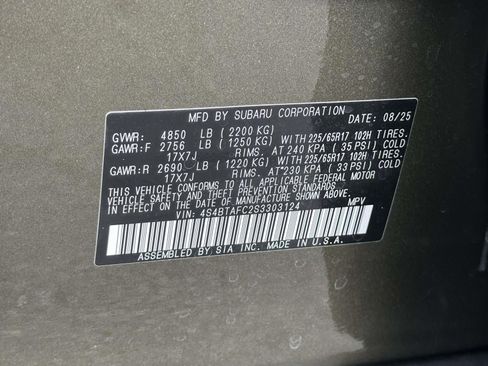 MFD BY SUBARU CORPORATION DATE: 08/25
GVWR: 4850 LB (2200 KG)
GAWR:F 2756 LB (1250 KG) WITH 225/65R17 102H TIRES.
17X7J RIMS. AT 240 KPA (35 PSI) COLD
GAWR:R 2690 LB (1220 KG) WITH 225/65R17 102H TIRES.
17X7J RIMS. AT 230 KPA (33 PSI) COLD
THIS VEHICLE CONFORMS TO ALL APPLICABLE FEDERAL MOTOR
VEHICLE SAFETY AND THEFT PREVENTION STANDARDS
IN EFFECT ON THE DATE OF MANUFACTURE SHOWN ABOVE.
VIN: 4S4BTAFC2S3303124 MPV
ASSEMBLED BY SIA INC. MADE IN U.S.A.